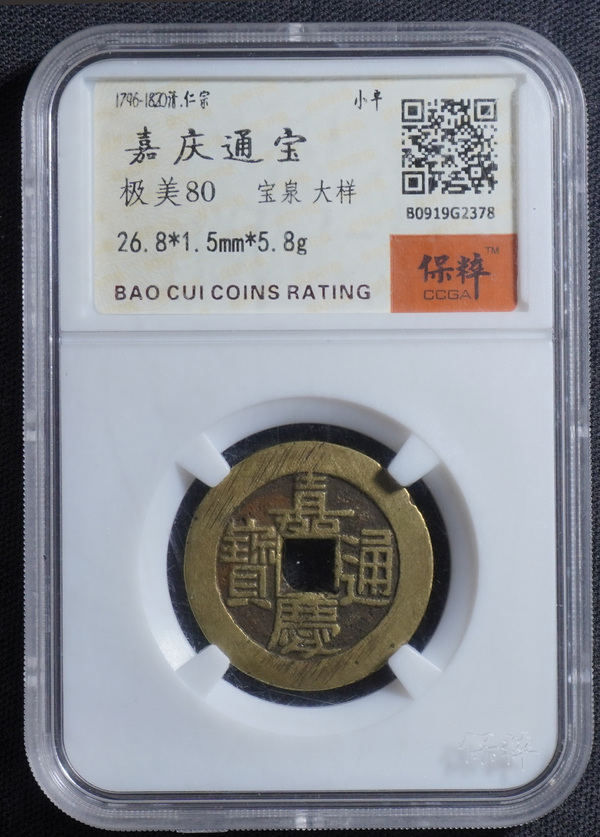 1796-1820清.仁宗 小平
嘉庆通宝
极美80 宝泉 大样
B0919G2378
26.8*1.5mm*5.8g
保粹™
CCGA
BAO CUI COINS RATING
嘉慶通寶
保粹